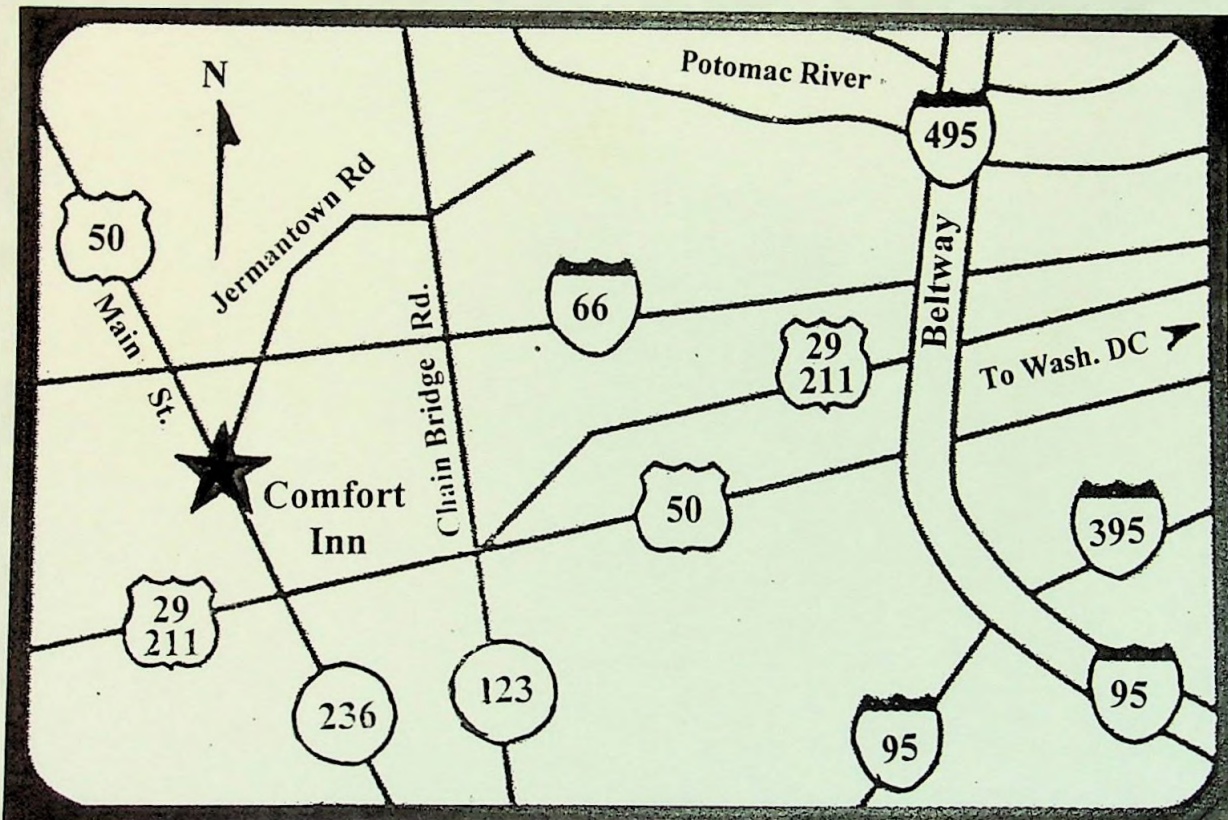 N
Potomac River
495
50
Jermantown Rd
Main St.
66
Chain Bridge Rd.
Beltway
29
211
To Wash. DC
Comfort
Inn
50
395
29
211
236
123
95
95